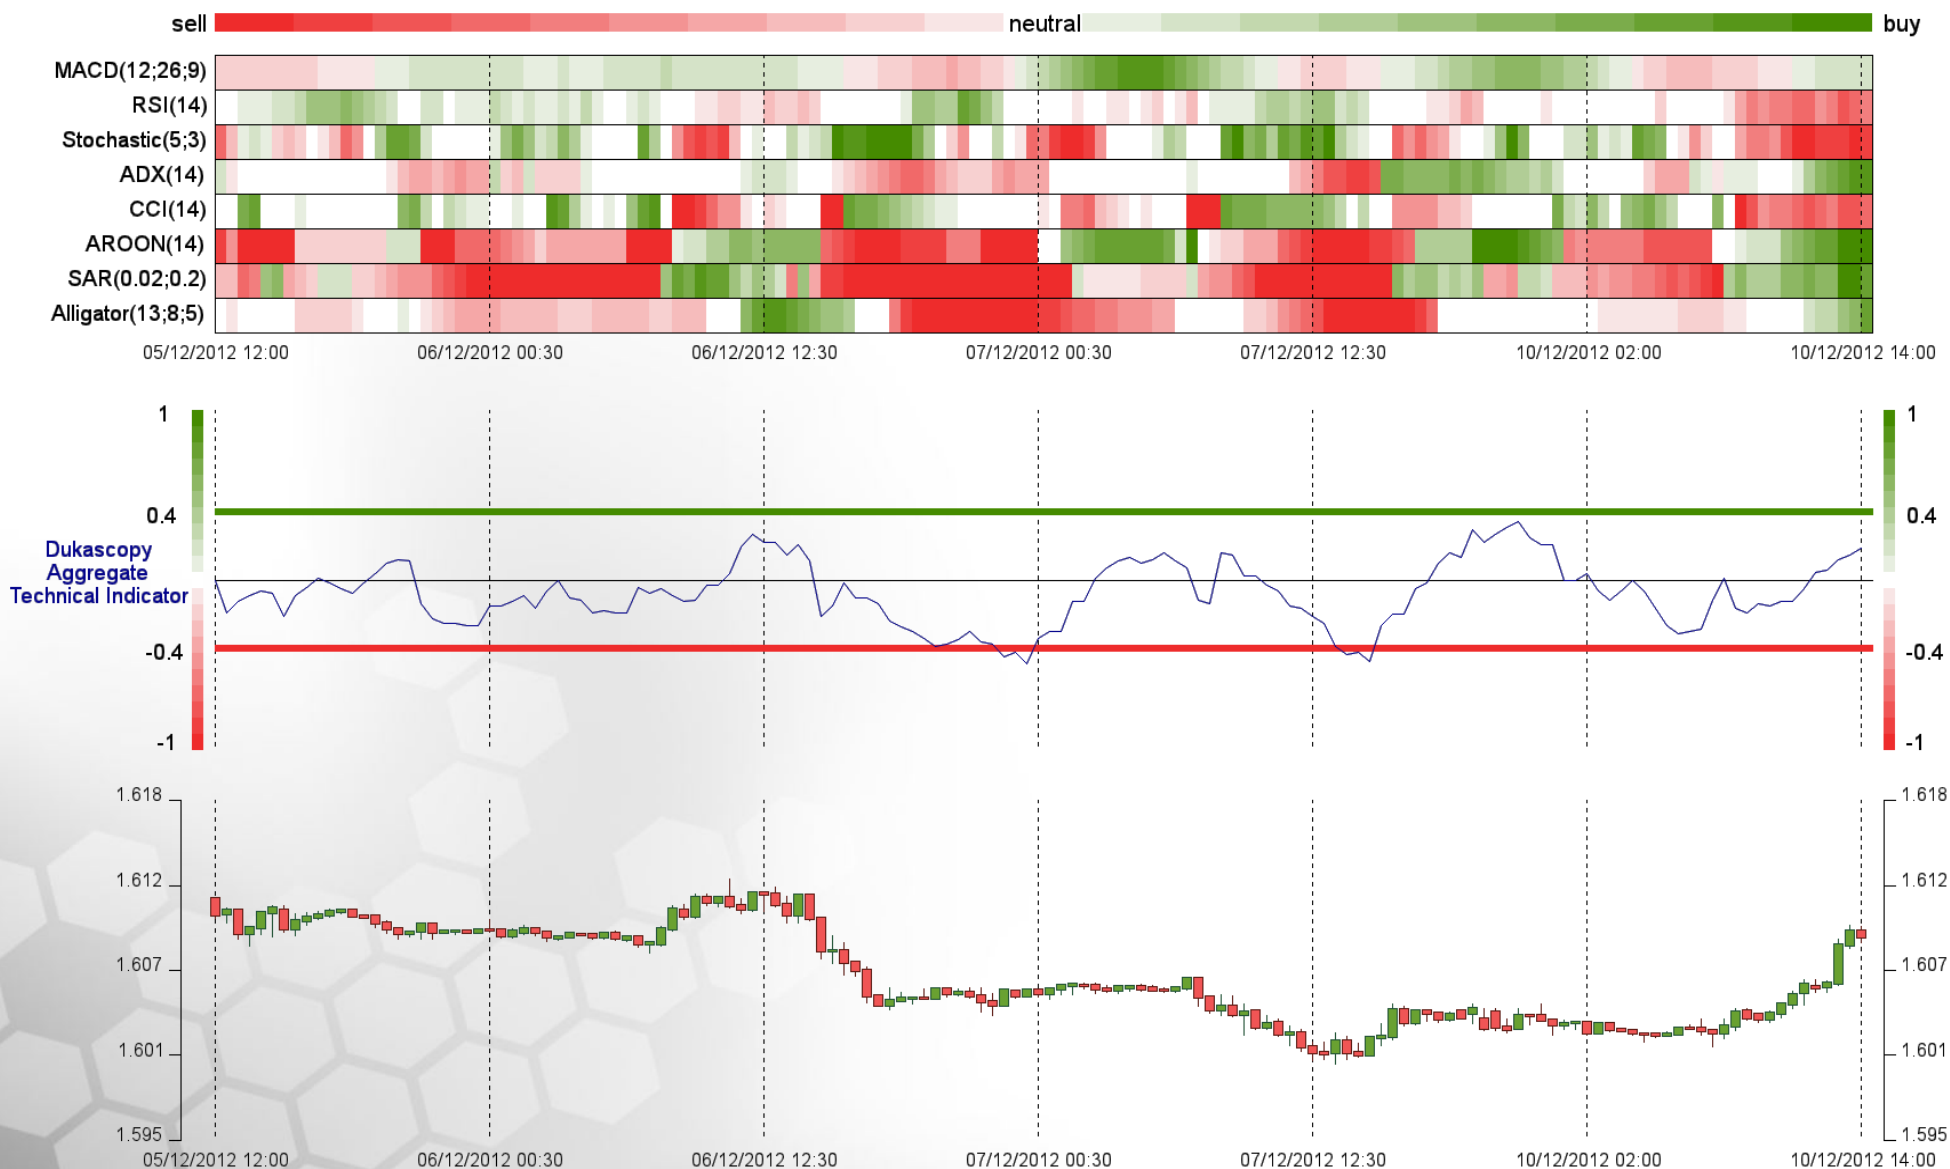 sell neutral buy
MACD(12;26;9)
RSI(14)
Stochastic(5;3)
ADX(14)
CCI(14)
AROON(14)
SAR(0.02;0.2)
Alligator(13;8;5)
05/12/2012 12:00 06/12/2012 00:30 06/12/2012 12:30 07/12/2012 00:30 07/12/2012 12:30 10/12/2012 02:00 10/12/2012 14:00
1 1
0.4 0.4
Dukascopy
Aggregate
Technical Indicator
-0.4 -0.4
-1 -1
1.618 1.618
1.612 1.612
1.607 1.607
1.601 1.601
1.595 1.595
05/12/2012 12:00 06/12/2012 00:30 06/12/2012 12:30 07/12/2012 00:30 07/12/2012 12:30 10/12/2012 02:00 10/12/2012 14:00